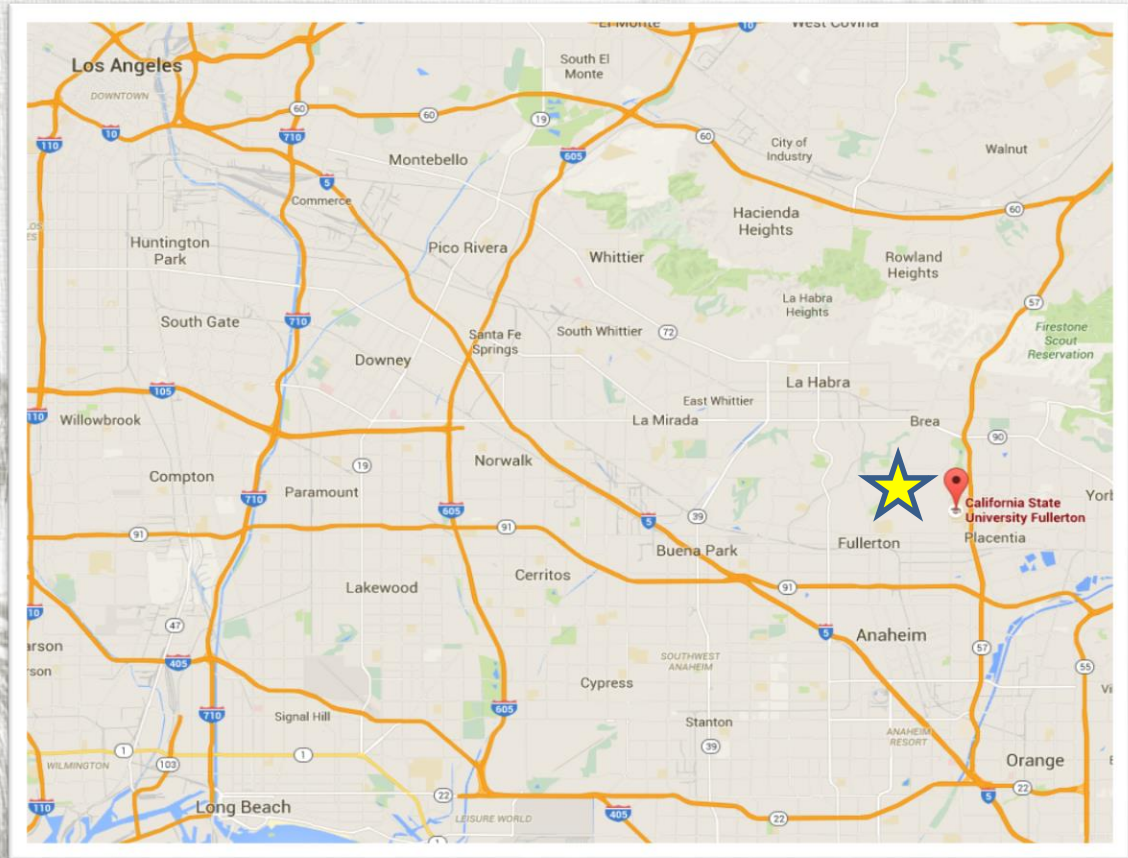 El Monte
10
West Covina
Los Angeles
South El
Monte
DOWNTOWN
60
60
19
110
10
710
60
City of
Industry
Walnut
Montebello
605
5
Commerce
60
Hacienda
Heights
Huntington
Park
Pico Rivera
Whittier
Rowland
Heights
La Habra
Heights
57
710
South Gate
Santa Fe
Springs
South Whittier
72
Firestone
Scout
Reservation
Downey
La Habra
105
East Whittier
110
Willowbrook
La Mirada
Brea
90
19
Norwalk
Compton
Paramount
710
California State
University Fullerton
605
39
5
91
91
Fullerton
Placentia
Buena Park
Cerritos
Lakewood
91
10
47
5
Anaheim
arson
57
SOUTHWEST
ANAHEIM
405
rson
55
Cypress
605
710
Signal Hill
Stanton
39
ANAHEIM
RESORT
1
1
WILMINGTON
103
Orange
22
5
22
Long Beach
110
LEISURE WORLD
405
22
1